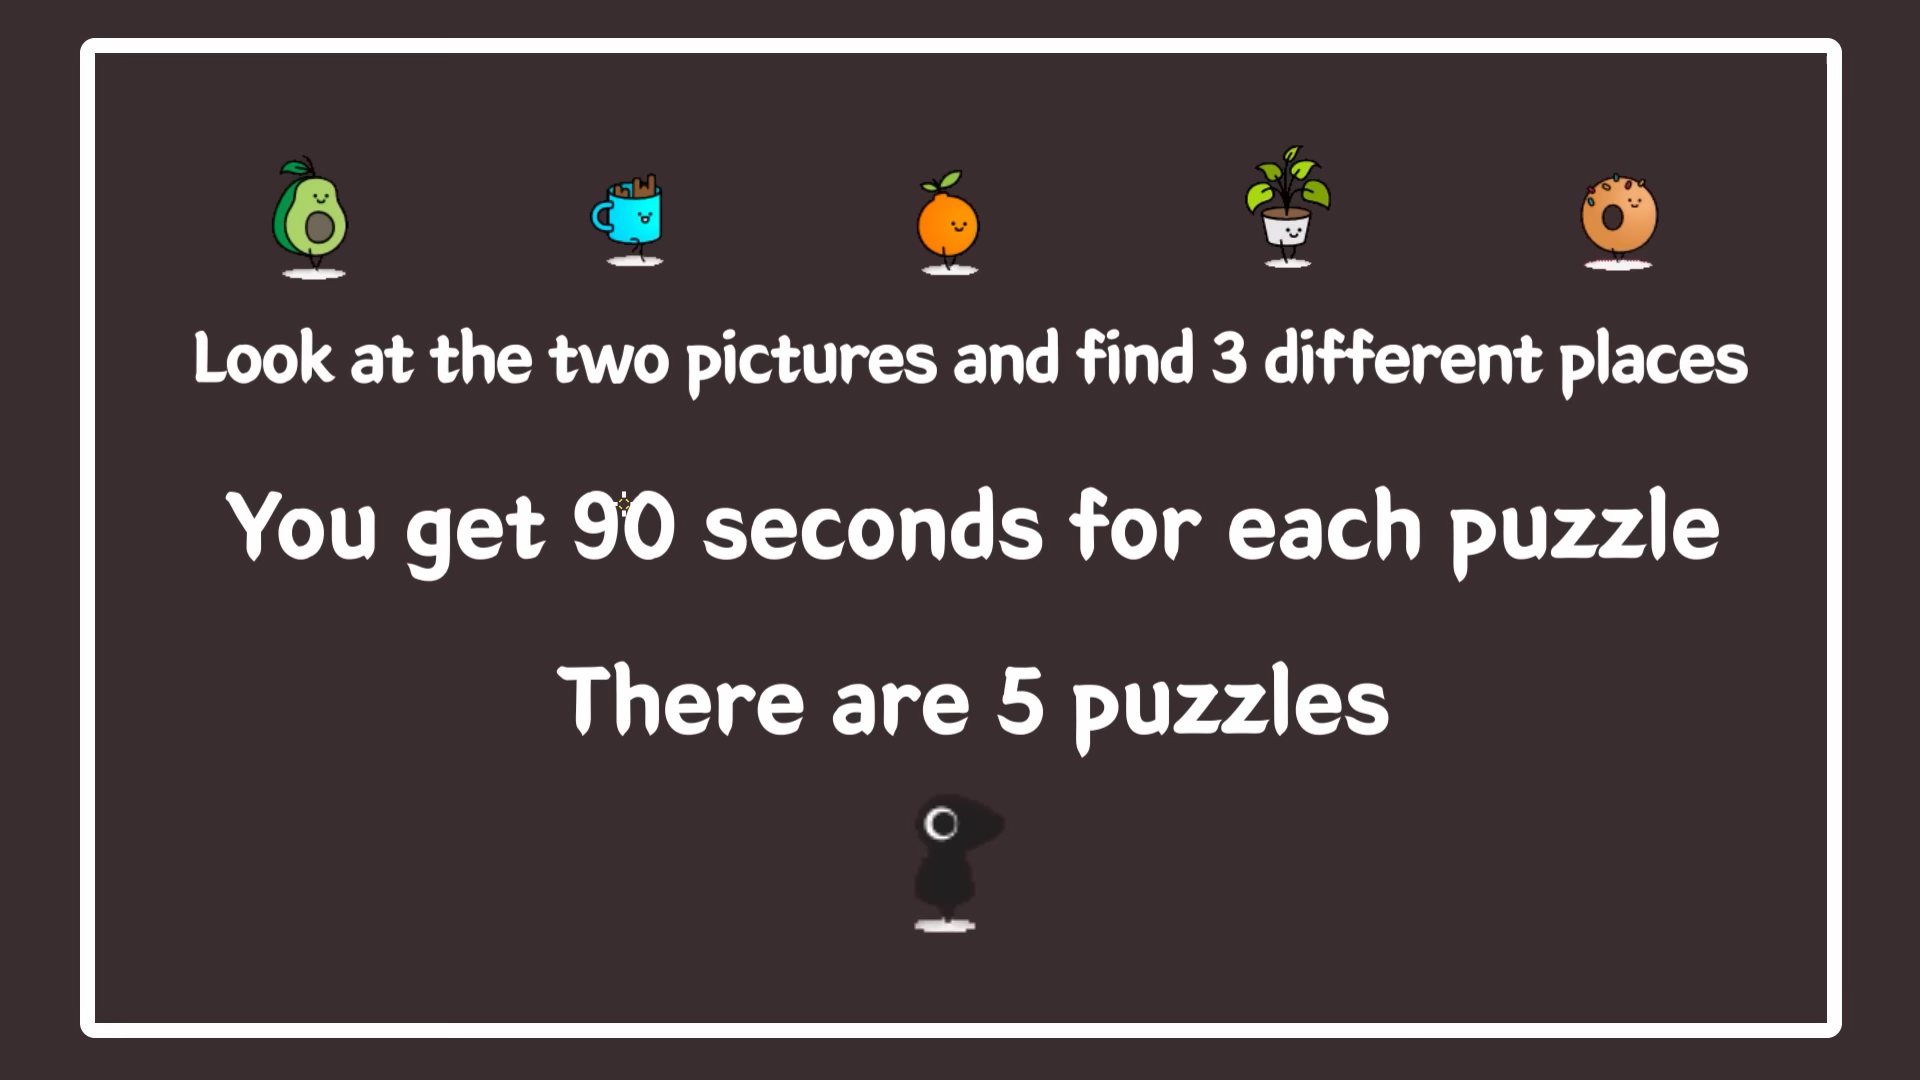 Look at the two pictures and find 3 different places
You get 90 seconds for each puzzle
There are 5 puzzles